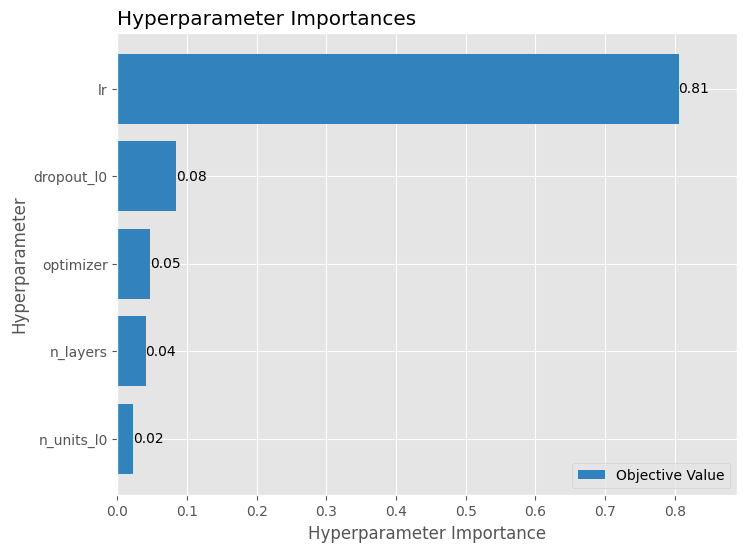 Hyperparameter Importances
Hyperparameter
lr
0.81
dropout_l0
0.08
optimizer
0.05
n_layers
0.04
n_units_l0
0.02
Objective Value
0.0 0.1 0.2 0.3 0.4 0.5 0.6 0.7 0.8
Hyperparameter Importance